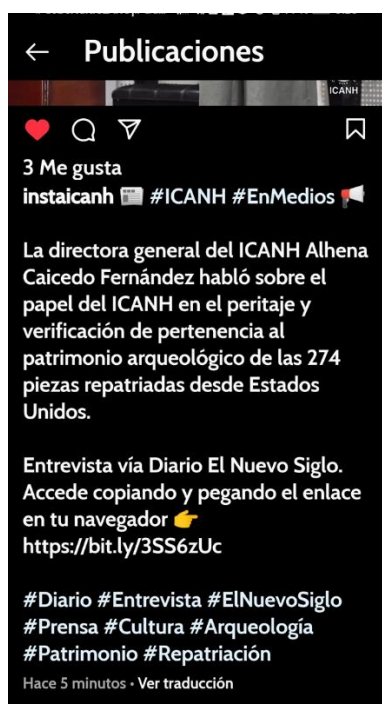 Publicaciones
ICANH
3 Me gusta
instaicanh 📰 #ICANH #EnMedios 📢
La directora general del ICANH Alhena
Caicedo Fernández habló sobre el
papel del ICANH en el peritaje y
verificación de pertenencia al
patrimonio arqueológico de las 274
piezas repatriadas desde Estados
Unidos.
Entrevista vía Diario El Nuevo Siglo.
Accede copiando y pegando el enlace
en tu navegador 👉
https://bit.ly/3SS6zUc
#Diario #Entrevista #ElNuevoSiglo
#Prensa #Cultura #Arqueología
#Patrimonio #Repatriación
Hace 5 minutos · Ver traducción